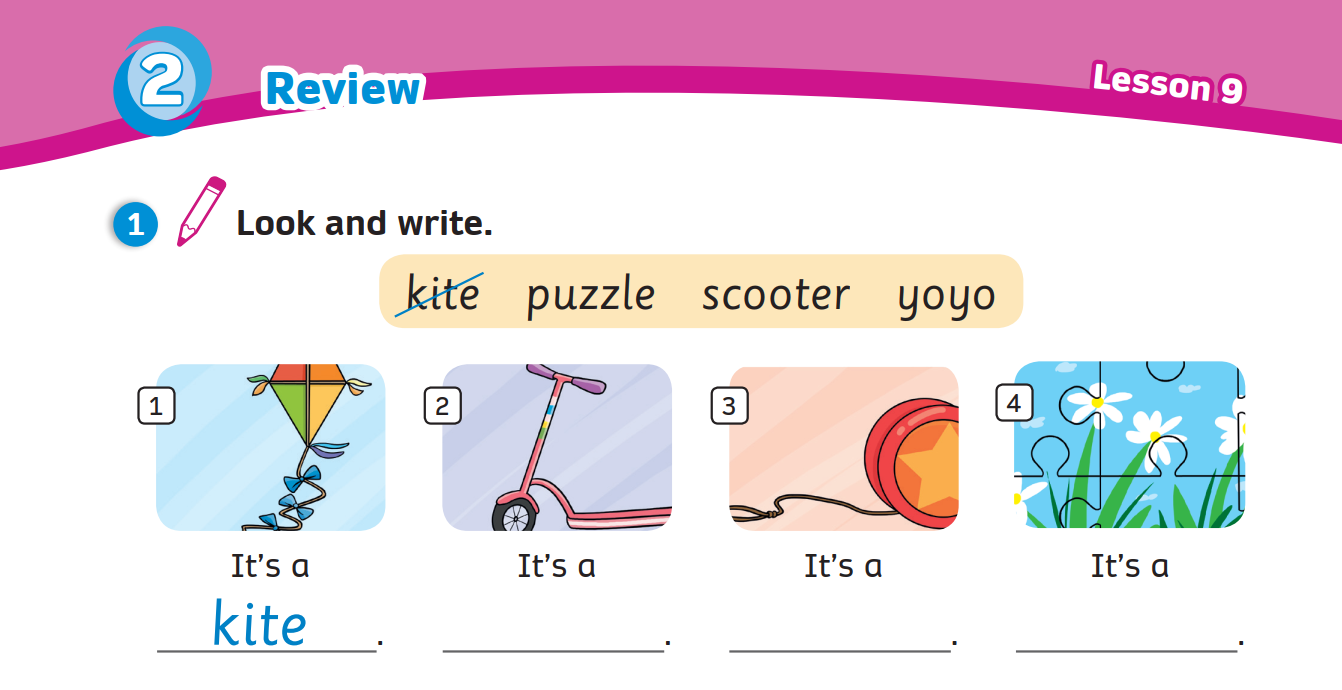 2 Review Lesson 9
1 Look and write.
kite puzzle scooter yoyo
1 2 3 4
It's a It's a It's a It's a
kite. . . .